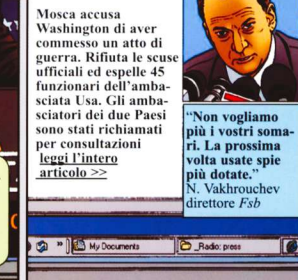 Mosca accusa
Washington di aver
commesso un atto di
guerra. Rifiuta le scuse
ufficiali ed espelle 45
funzionari dell'amba-
sciata Usa. Gli amba-
sciatori dei due Paesi
sono stati richiamati
per consultazioni
leggi l'intero
articolo >>
"Non vogliamo
più i vostri soma-
ri. La prossima
volta usate spie
più dotate."
N. Vakhrouchev
direttore Fsb
» My Documents
_Radio: press